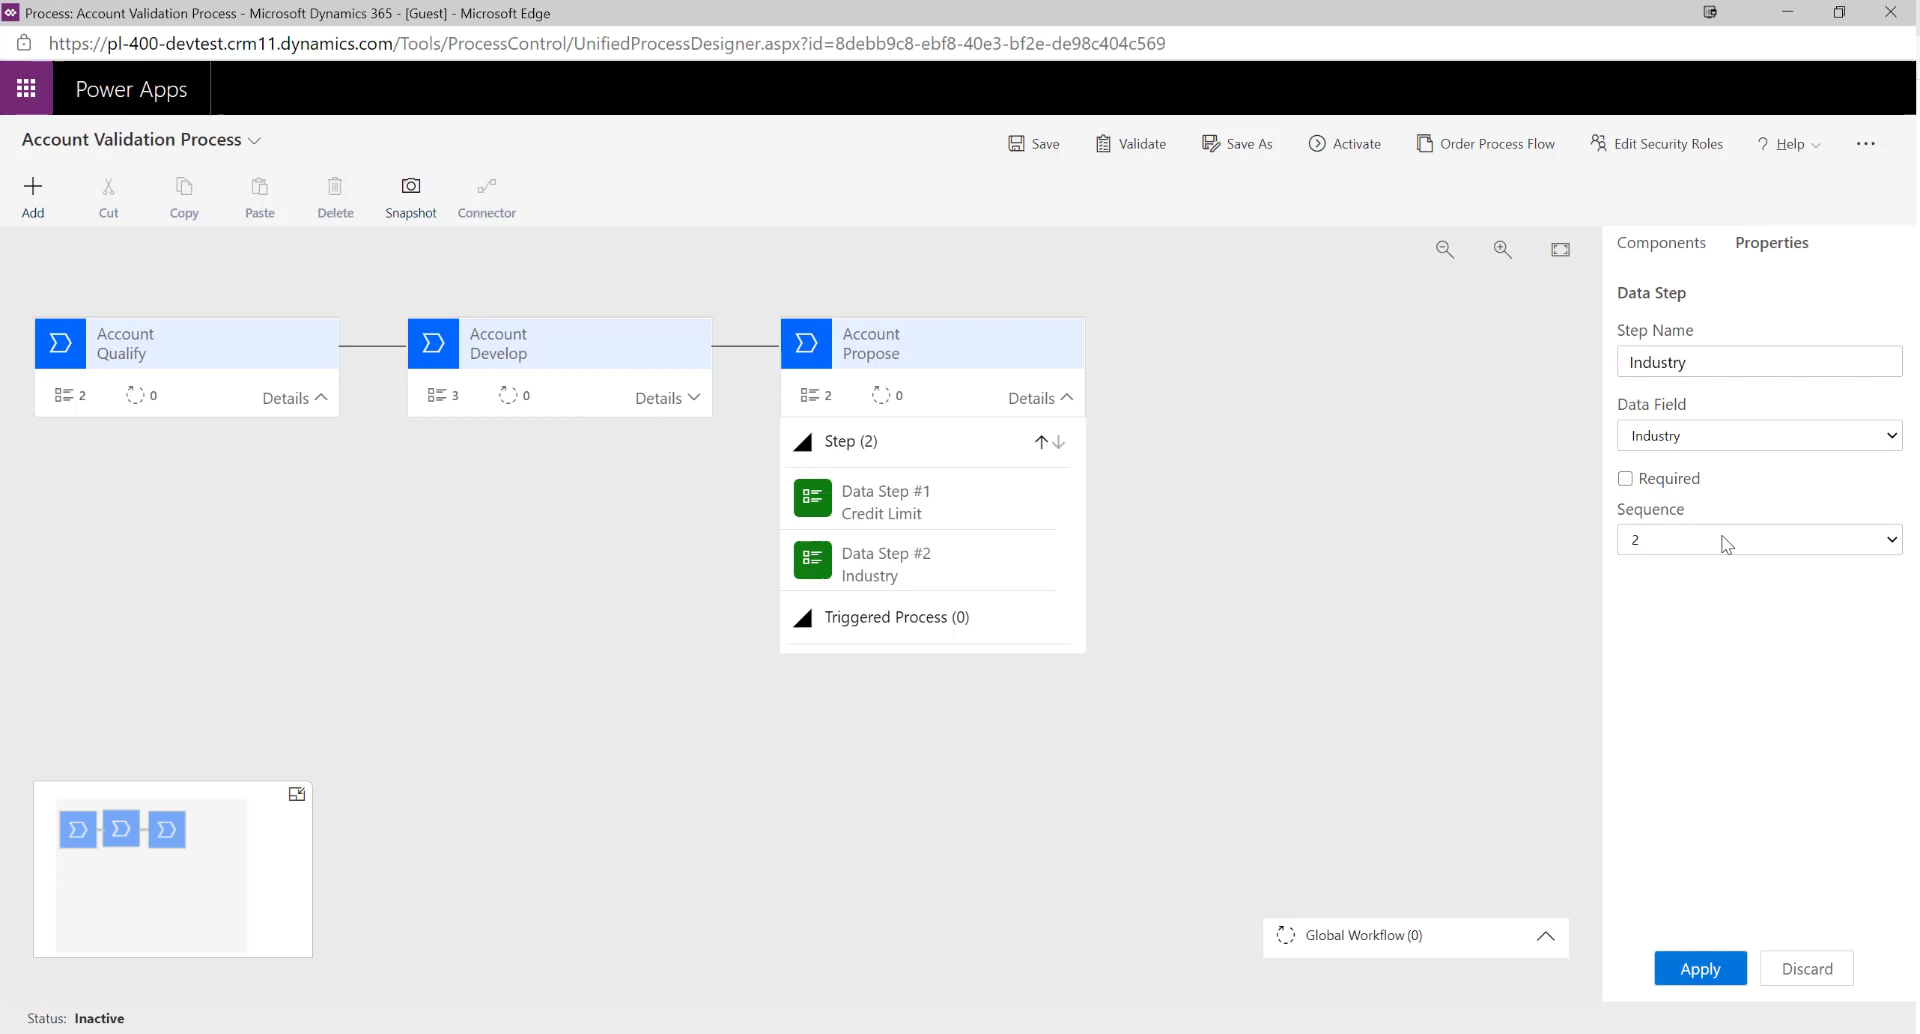 Process: Account Validation Process - Microsoft Dynamics 365 - [Guest] - Microsoft Edge
https://pl-400-devtest.crm11.dynamics.com/Tools/ProcessControl/UnifiedProcessDesigner.aspx?id=8debb9c8-ebf8-40e3-bf2e-de98c404c569
Power Apps
Account Validation Process
Save
Validate
Save As
Activate
Order Process Flow
Edit Security Roles
? Help
Add
Cut
Copy
Paste
Delete
Snapshot
Connector
Components
Properties
Account
Qualify
2
0
Details
Account
Develop
3
0
Details
Account
Propose
2
0
Details
Step (2)
Data Step #1
Credit Limit
Data Step #2
Industry
Triggered Process (0)
Data Step
Step Name
Industry
Data Field
Industry
Required
Sequence
2
Global Workflow (0)
Apply
Discard
Status: Inactive